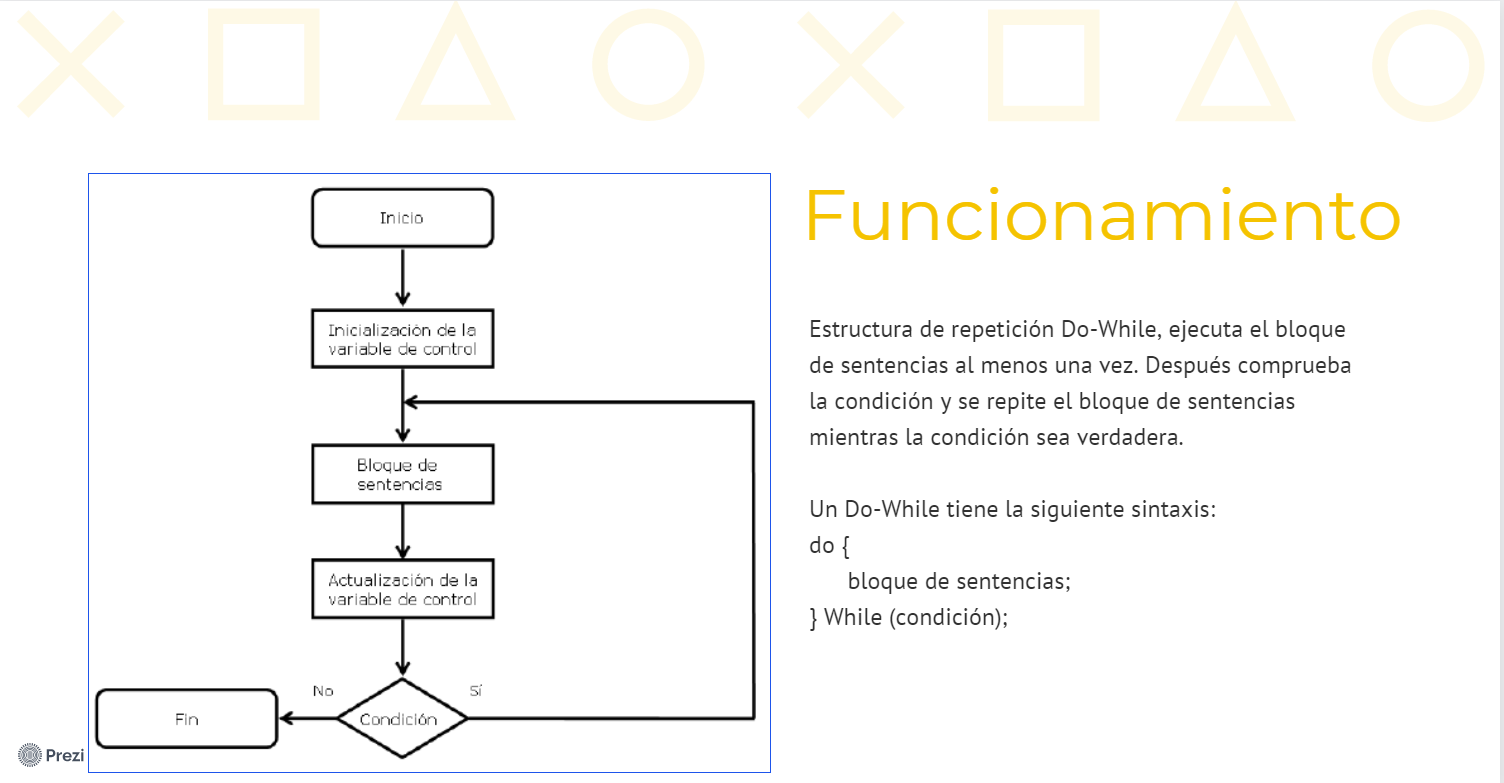 Inicio
Inicialización de la
variable de control
Bloque de
sentencias
Actualización de la
variable de control
No
Sí
Condición
Fin
Prezi
Funcionamiento
Estructura de repetición Do-While, ejecuta el bloque
de sentencias al menos una vez. Después comprueba
la condición y se repite el bloque de sentencias
mientras la condición sea verdadera.
Un Do-While tiene la siguiente sintaxis:
do {
bloque de sentencias;
} While (condición);